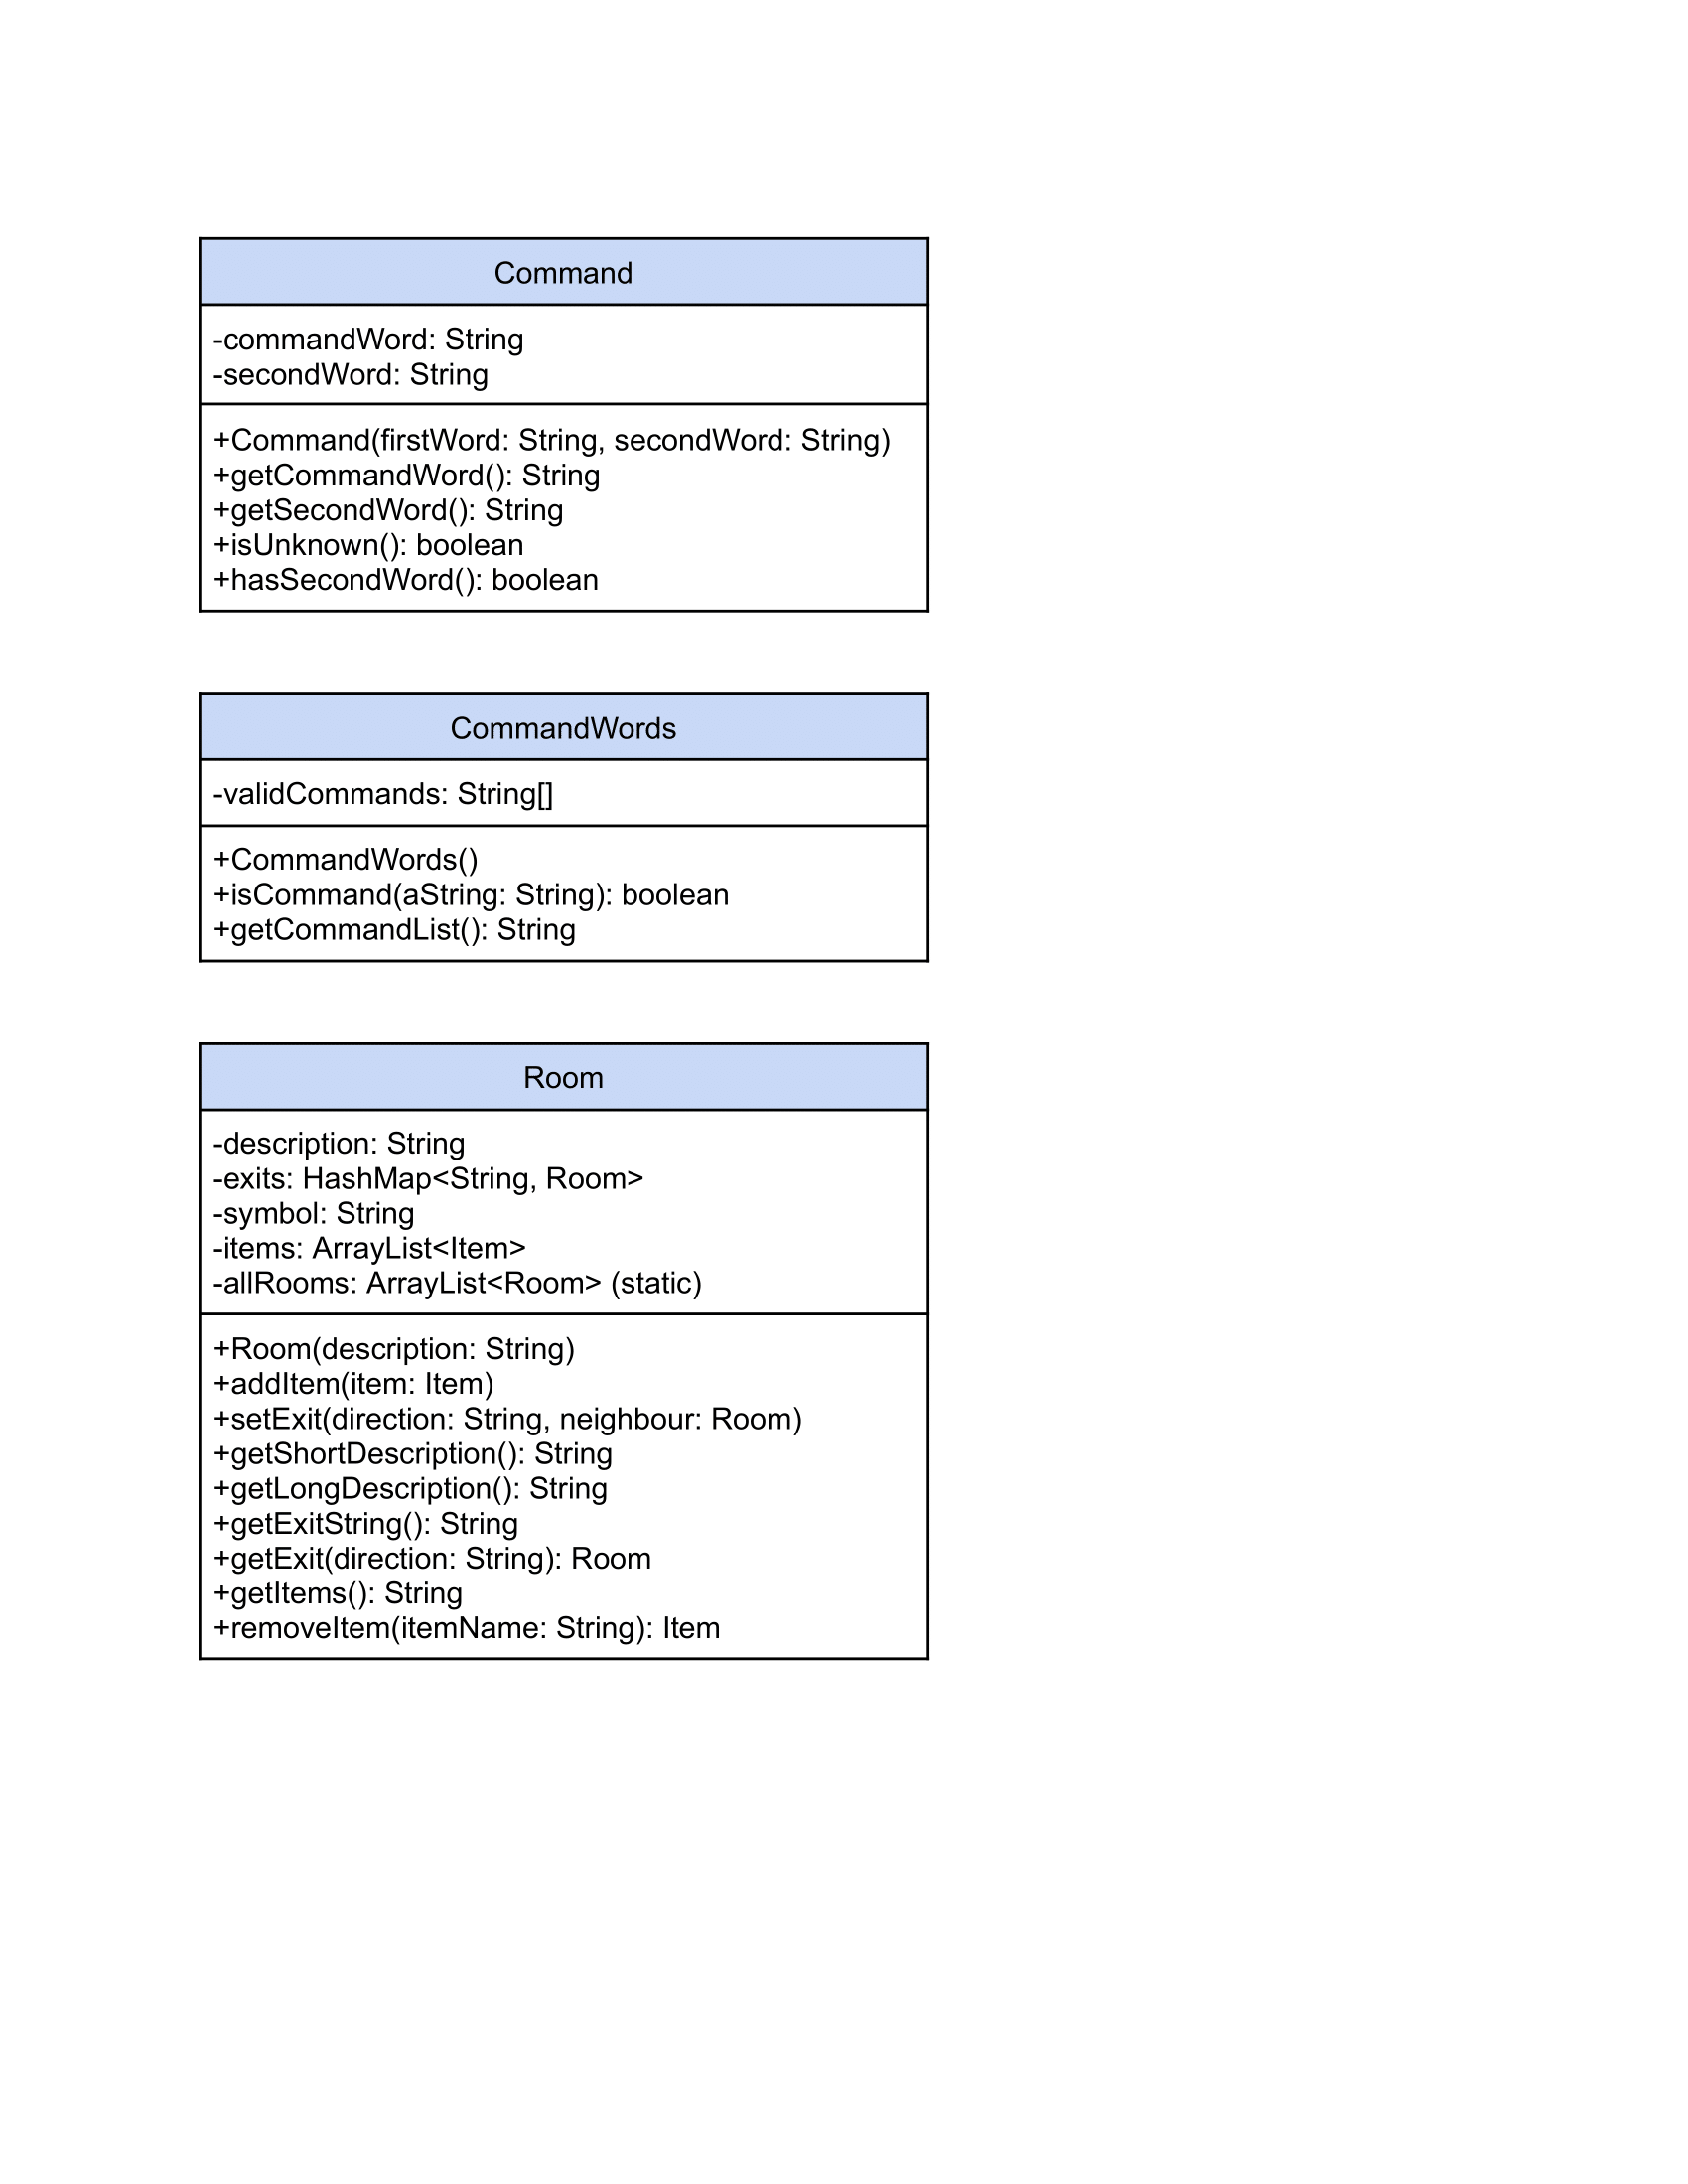 Command
-commandWord: String
-secondWord: String
+Command(firstWord: String, secondWord: String)
+getCommandWord(): String
+getSecondWord(): String
+isUnknown(): boolean
+hasSecondWord(): boolean
CommandWords
-validCommands: String[]
+CommandWords()
+isCommand(aString: String): boolean
+getCommandList(): String
Room
-description: String
-exits: HashMap<String, Room>
-symbol: String
-items: ArrayList<Item>
-allRooms: ArrayList<Room> (static)
+Room(description: String)
+addItem(item: Item)
+setExit(direction: String, neighbour: Room)
+getShortDescription(): String
+getLongDescription(): String
+getExitString(): String
+getExit(direction: String): Room
+getItems(): String
+removeItem(itemName: String): Item